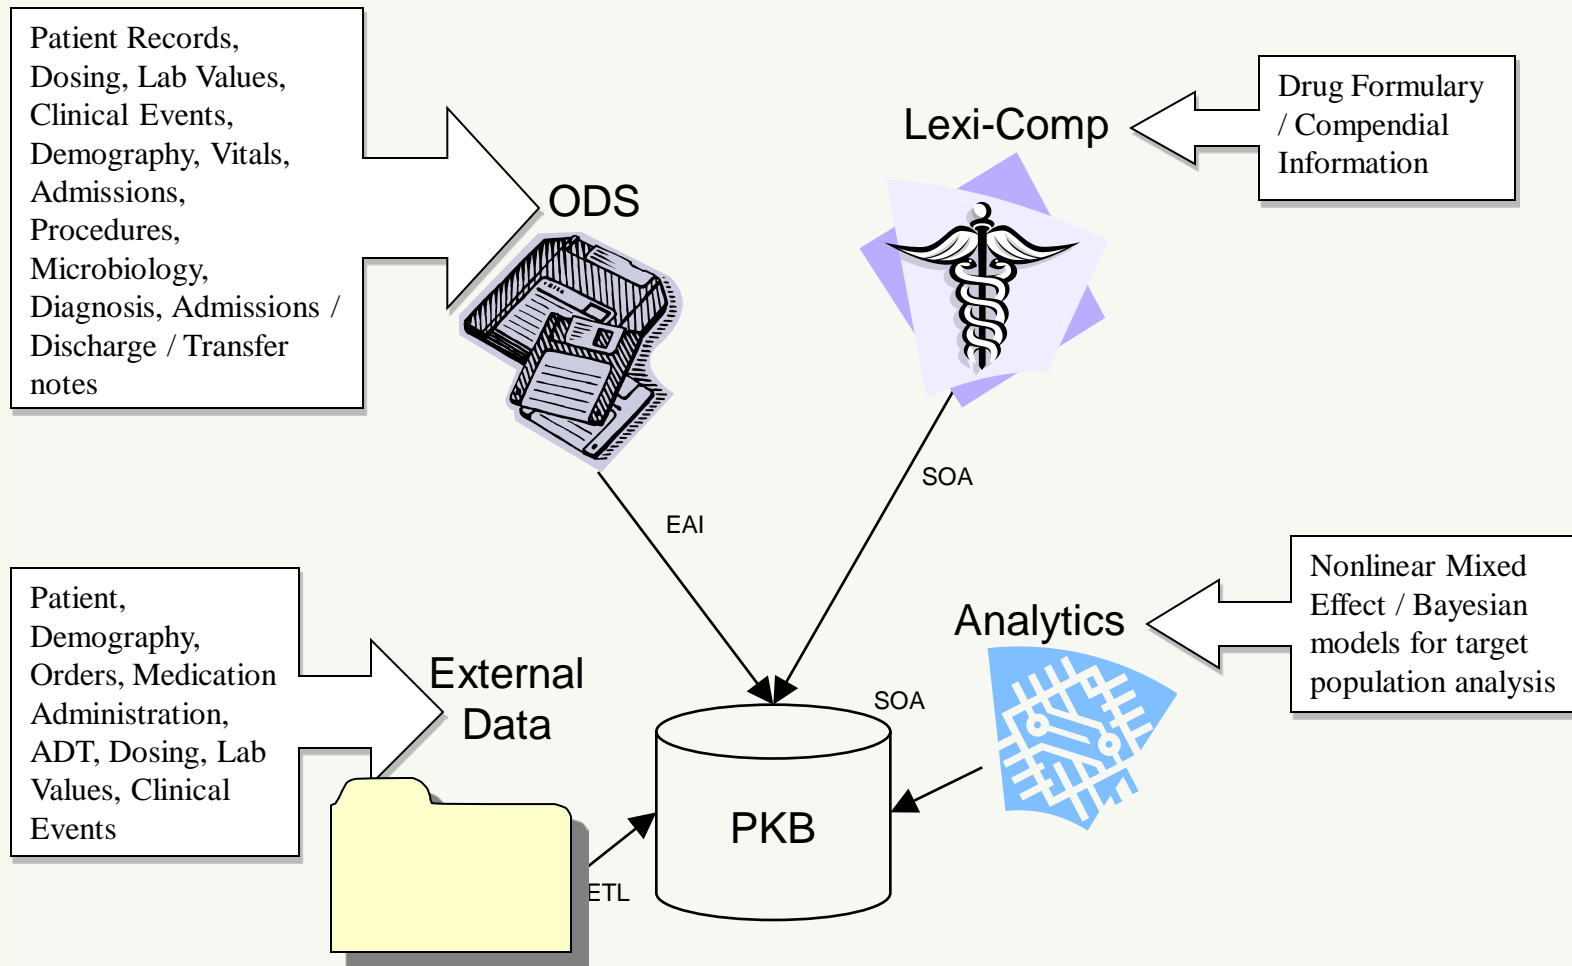 Patient Records,
Dosing, Lab Values,
Clinical Events,
Demography, Vitals,
Admissions,
Procedures,
Microbiology,
Diagnosis, Admissions /
Discharge / Transfer
notes
ODS
Lexi-Comp
Drug Formulary
/ Compendial
Information
EAI
SOA
Patient,
Demography,
Orders, Medication
Administration,
ADT, Dosing, Lab
Values, Clinical
Events
External
Data
ETL
SOA
Analytics
Nonlinear Mixed
Effect / Bayesian
models for target
population analysis
PKB